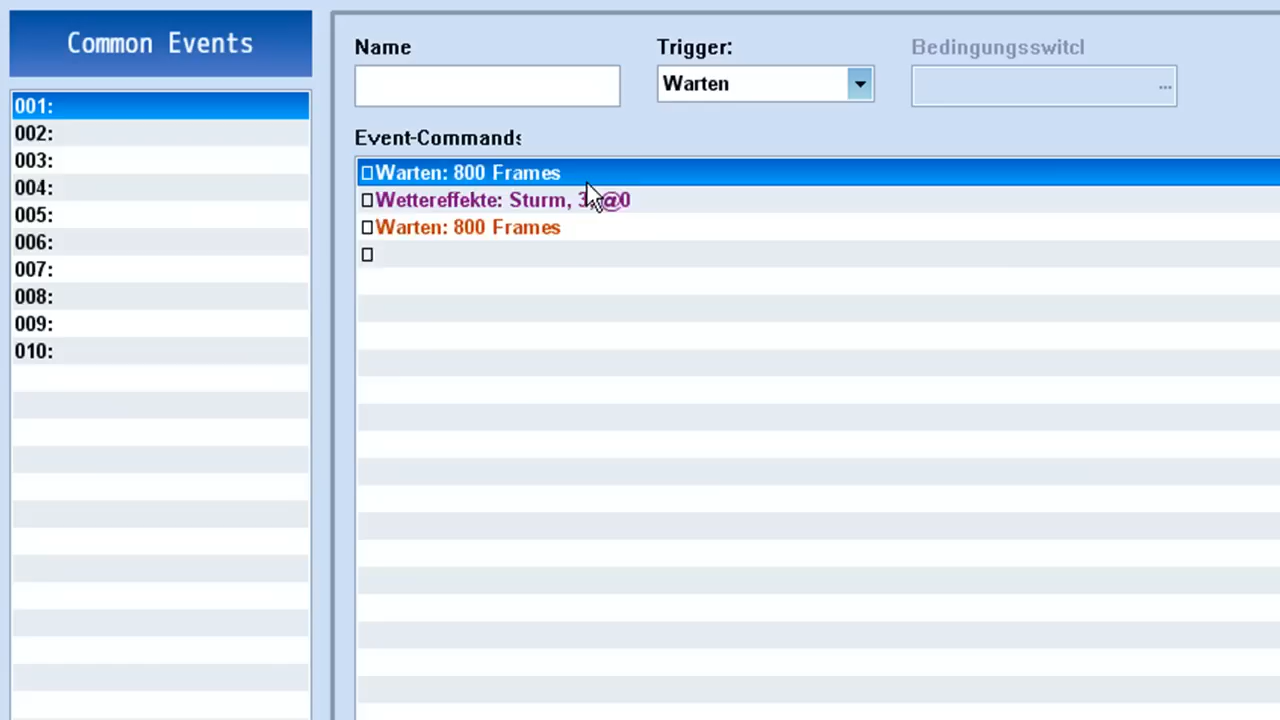 Common Events
001:
002:
003:
004:
005:
006:
007:
008:
009:
010:
Name
Trigger:
Bedingungsswitcl
Warten
...
Event-Commands
Warten: 800 Frames
Wettereffekte: Sturm, @0
Warten: 800 Frames